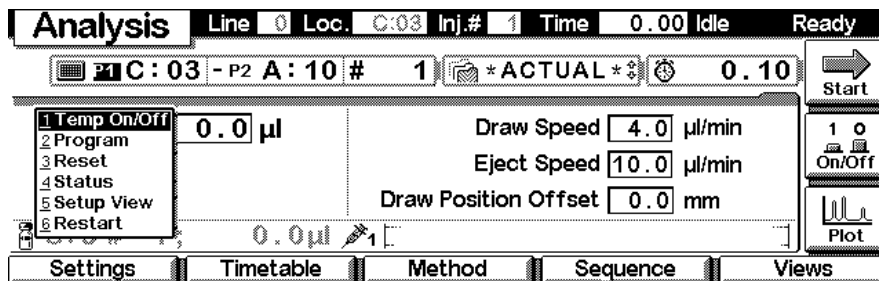 Analysis Line 0 Loc. C:03 Inj.# 1 Time 0.00 Idle Ready
P1 C:03 - P2 A:10 # 1 *ACTUAL* 0.10
Start
1 Temp On/Off
2 Program
3 Reset
4 Status
5 Setup View
6 Restart
0.0 µl
Draw Speed 4.0 µl/min
Eject Speed 10.0 µl/min
Draw Position Offset 0.0 mm
1 0
On/Off
0.0µl 1
Plot
Settings Timetable Method Sequence Views